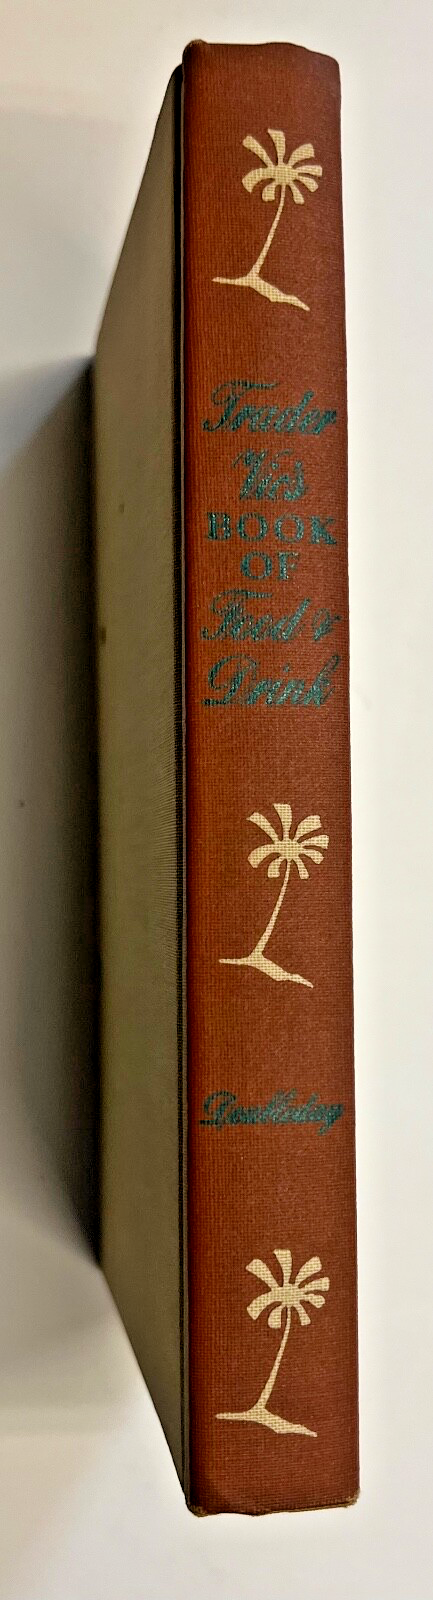 Trader
Vic's
BOOK
OF
Food &
Drink
Doubleday